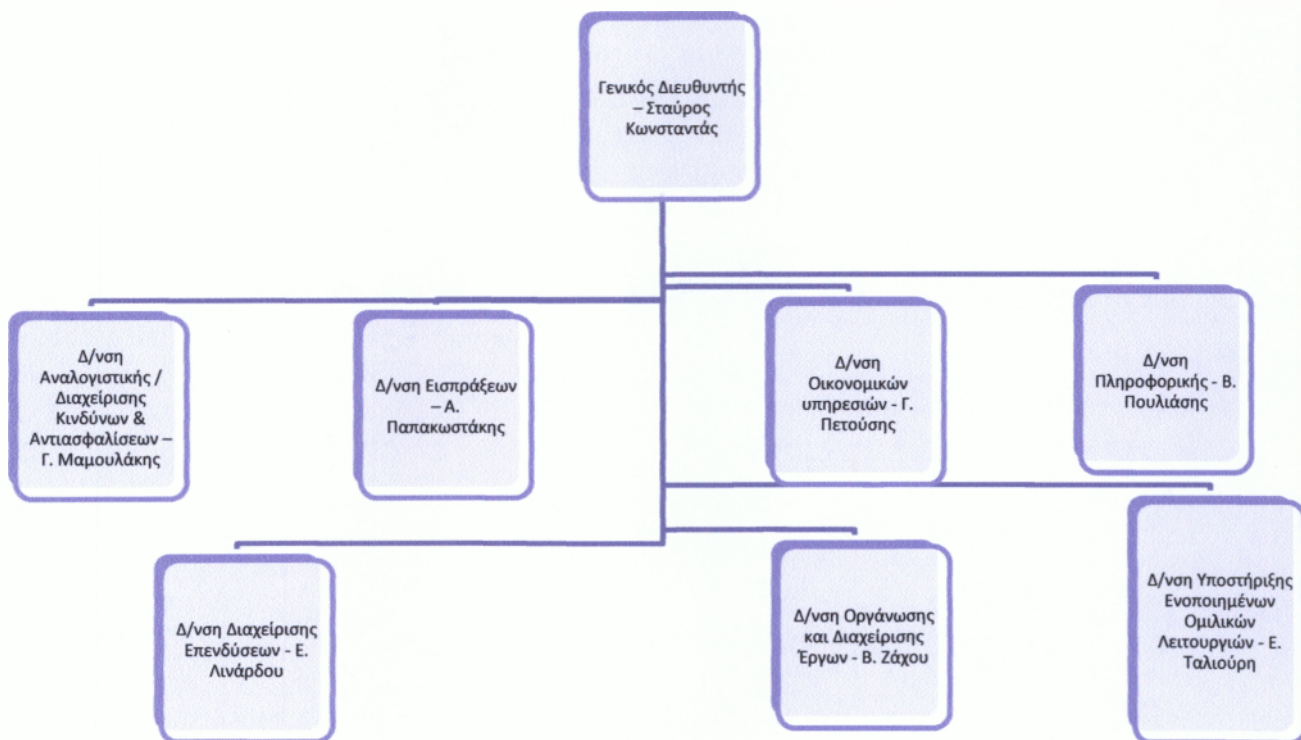 Γενικός Διευθυντής
– Σταύρος
Κωνσταντάς
Δ/νση
Αναλογιστικής /
Διαχείρισης
Κινδύνων &
Αντιασφαλίσεων –
Γ. Μαμουλάκης
Δ/νση Εισπράξεων
– Α.
Παπακωστάκης
Δ/νση
Οικονομικών
υπηρεσιών - Γ.
Πετούσης
Δ/νση
Πληροφορικής - Β.
Πουλιάσης
Δ/νση Διαχείρισης
Επενδύσεων - Ε.
Λινάρδου
Δ/νση Οργάνωσης
και Διαχείρισης
Έργων - Β. Ζάχου
Δ/νση Υποστήριξης
Ενοποιημένων
Ομιλικών
Λειτουργιών - Ε.
Ταλιούρη